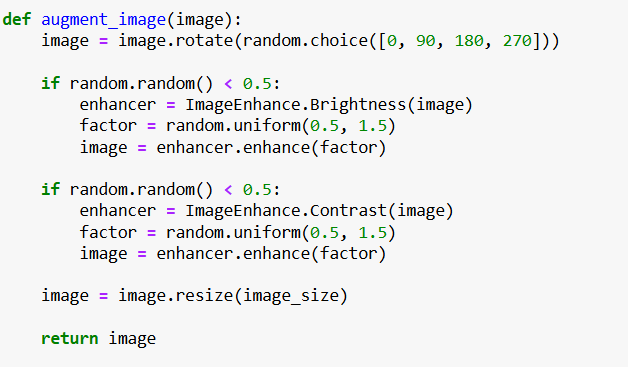 def augment_image(image):
    image = image.rotate(random.choice([0, 90, 180, 270]))
    if random.random() < 0.5:
        enhancer = ImageEnhance.Brightness(image)
        factor = random.uniform(0.5, 1.5)
        image = enhancer.enhance(factor)
    if random.random() < 0.5:
        enhancer = ImageEnhance.Contrast(image)
        factor = random.uniform(0.5, 1.5)
        image = enhancer.enhance(factor)
    image = image.resize(image_size)
    return image